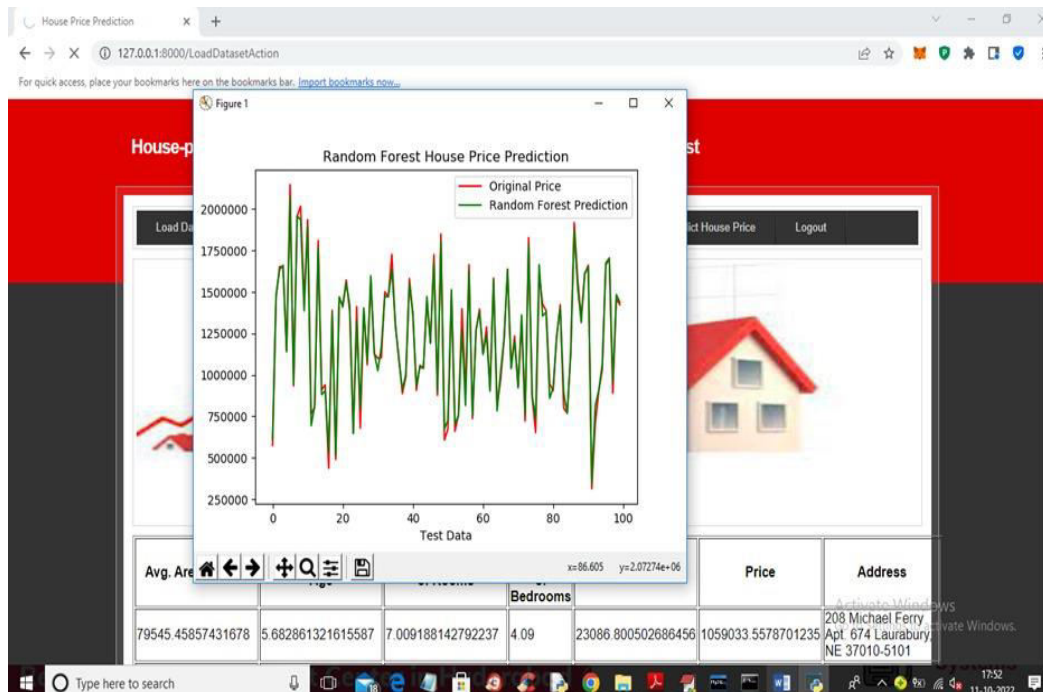 House Price Prediction
127.0.0.1:8000/LoadDatasetAction
For quick access, place your bookmarks here on the bookmarks bar. Import bookmarks now...
Figure 1
House-p
st
Random Forest House Price Prediction
Original Price
Random Forest Prediction
Load Da
ict House Price
Logout
2000000
1750000
1500000
1250000
1000000
750000
500000
250000
0 20 40 60 80 100
Test Data
x=86.605 y=2.07274e+06
Avg. Are
Bedrooms
Price
Address
79545.45857431678 5.682861321615587 7.009188142792237 4.09 23086.800502686456 1059033.5578701235 208 Michael Ferry
Apt. 674 Laurabury,
NE 37010-5101
Activate Windows
Type here to search
17:52
11-10-2022